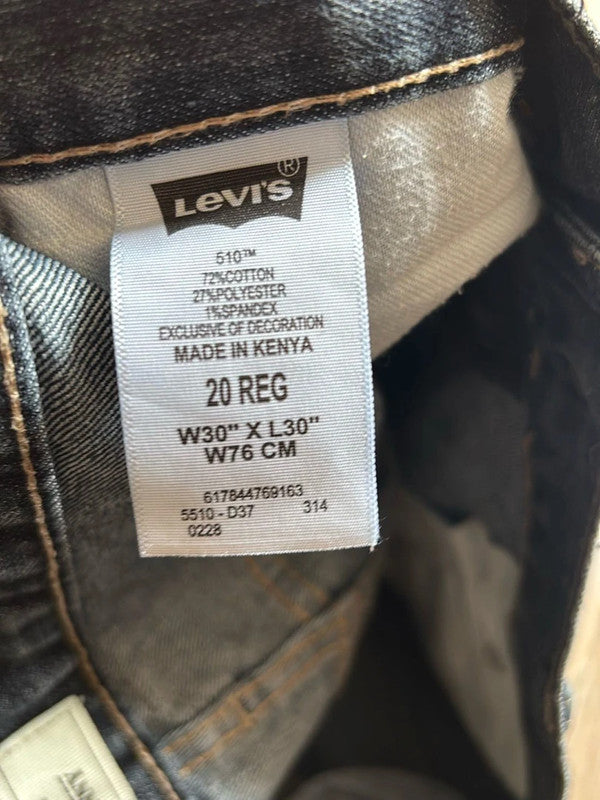 Levi's®
510™
72%COTTON
27%POLYESTER
1%SPANDEX
EXCLUSIVE OF DECORATION
MADE IN KENYA
20 REG
W30" X L30"
W76 CM
617844769163
5510 - D37 314
0228